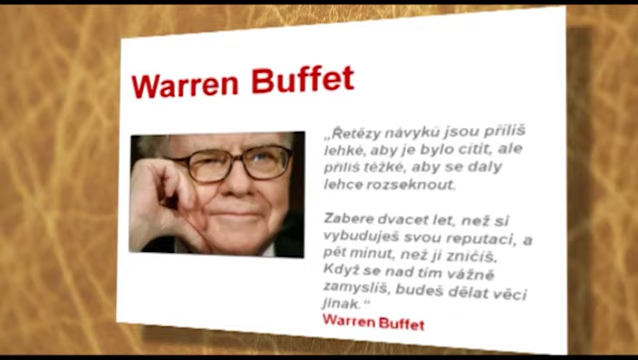 Warren Buffet
„Řetězy návyků jsou příliš
lehké, aby je bylo cítit, ale
příliš těžké, aby se daly
lehce rozseknout.
Zabere dvacet let, než si
vybuduješ svou reputaci, a
pět minut, než ji zničíš.
Když se nad tím vážně
zamyslíš, budeš dělat věci
jinak.“
Warren Buffet